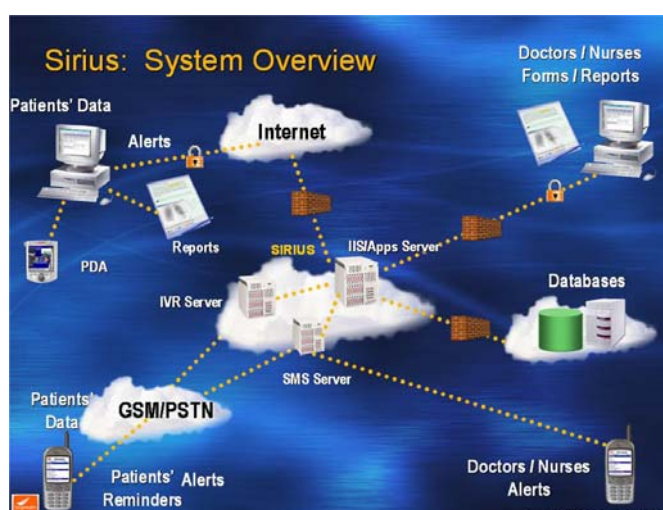 Sirius: System Overview
Doctors / Nurses
Forms / Reports
Patients' Data
Alerts
Internet
Reports
PDA
SIRIUS
IIS/Apps Server
IVR Server
Databases
SMS Server
GSM/PSTN
Patients'
Data
Patients' Alerts
Reminders
Doctors / Nurses
Alerts